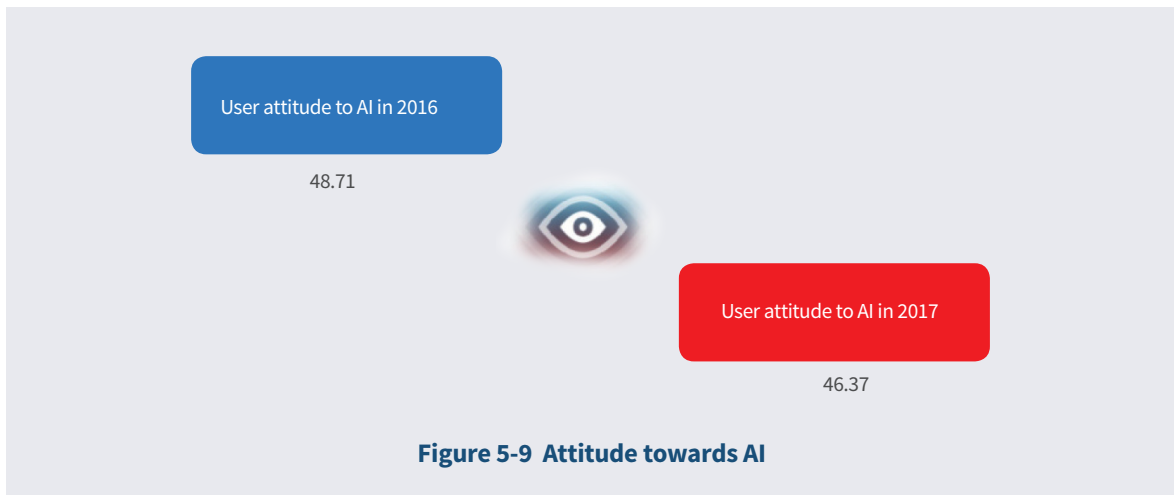 User attitude to AI in 2016
48.71
User attitude to AI in 2017
46.37
Figure 5-9 Attitude towards AI